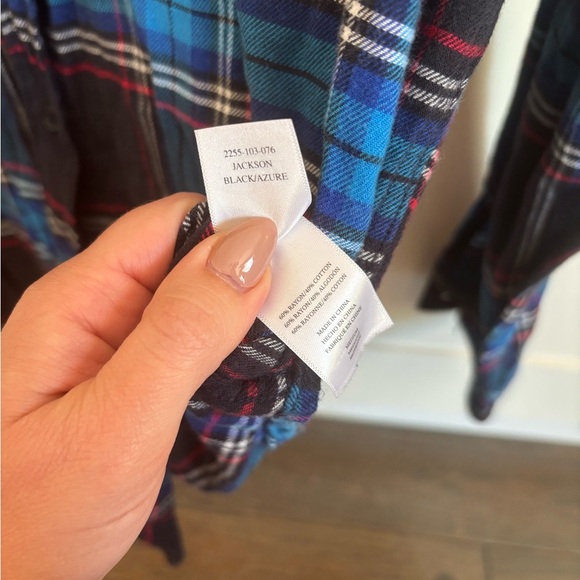 2255-103-076
JACKSON
BLACK/AZURE
60% RAYON/40% COTTON
60% RAYON/40% ALGODÓN
60% RAYONNE/40% COTON
MADE IN CHINA
HECHO EN CHINA
FABRIQUÉ EN CHINE